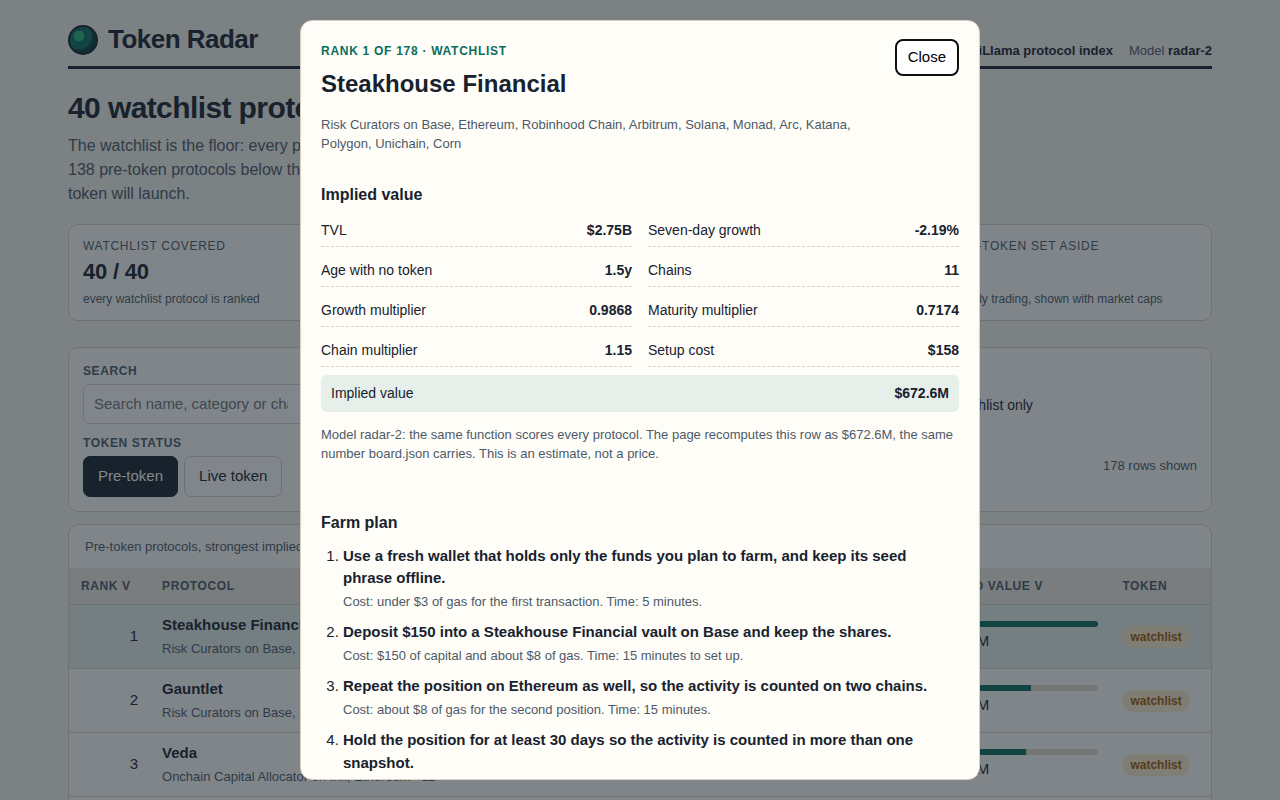 Token Radar
iLlama protocol index Model radar-2
40 watchlist proto
The watchlist is the floor: every p
138 pre-token protocols below th
token will launch.
WATCHLIST COVERED
40 / 40
every watchlist protocol is ranked
-TOKEN SET ASIDE
ly trading, shown with market caps
SEARCH
Search name, category or cha
hlist only
TOKEN STATUS
Pre-token
Live token
178 rows shown
Pre-token protocols, strongest implied
RANK V PROTOCOL VALUE V TOKEN
1 Steakhouse Financ watchlist
Risk Curators on Base,
2 Gauntlet watchlist
Risk Curators on Base,
3 Veda watchlist
Onchain Capital Allocator
RANK 1 OF 178 · WATCHLIST
Close
Steakhouse Financial
Risk Curators on Base, Ethereum, Robinhood Chain, Arbitrum, Solana, Monad, Arc, Katana,
Polygon, Unichain, Corn
Implied value
TVL $2.75B Seven-day growth -2.19%
Age with no token 1.5y Chains 11
Growth multiplier 0.9868 Maturity multiplier 0.7174
Chain multiplier 1.15 Setup cost $158
Implied value $672.6M
Model radar-2: the same function scores every protocol. The page recomputes this row as $672.6M, the same
number board.json carries. This is an estimate, not a price.
Farm plan
1. Use a fresh wallet that holds only the funds you plan to farm, and keep its seed
phrase offline.
Cost: under $3 of gas for the first transaction. Time: 5 minutes.
2. Deposit $150 into a Steakhouse Financial vault on Base and keep the shares.
Cost: $150 of capital and about $8 of gas. Time: 15 minutes to set up.
3. Repeat the position on Ethereum as well, so the activity is counted on two chains.
Cost: about $8 of gas for the second position. Time: 15 minutes.
4. Hold the position for at least 30 days so the activity is counted in more than one
snapshot.